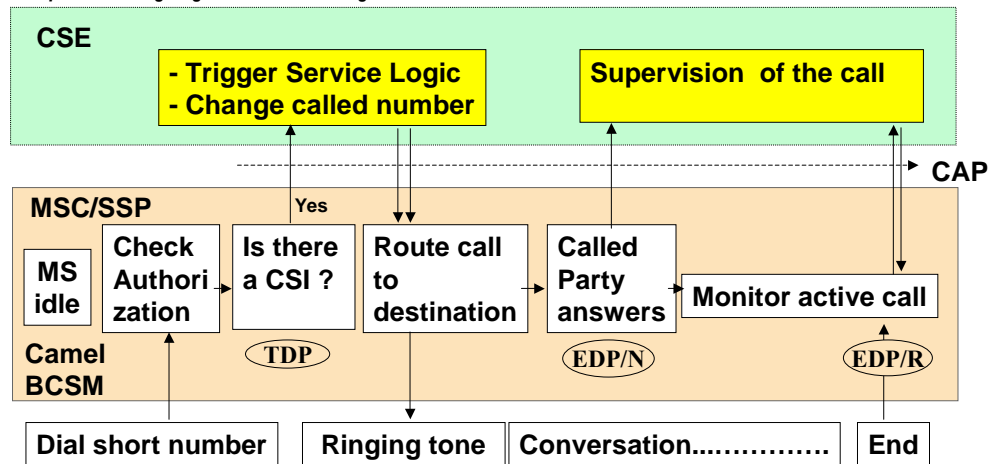 CSE
- Trigger Service Logic
- Change called number
Supervision of the call
CAP
MSC/SSP
Yes
MS
idle
Check
Authori
zation
Is there
a CSI ?
Route call
to
destination
Called
Party
answers
Monitor active call
Camel
BCSM
TDP
EDP/N
EDP/R
Dial short number
Ringing tone
Conversation...…………..
End